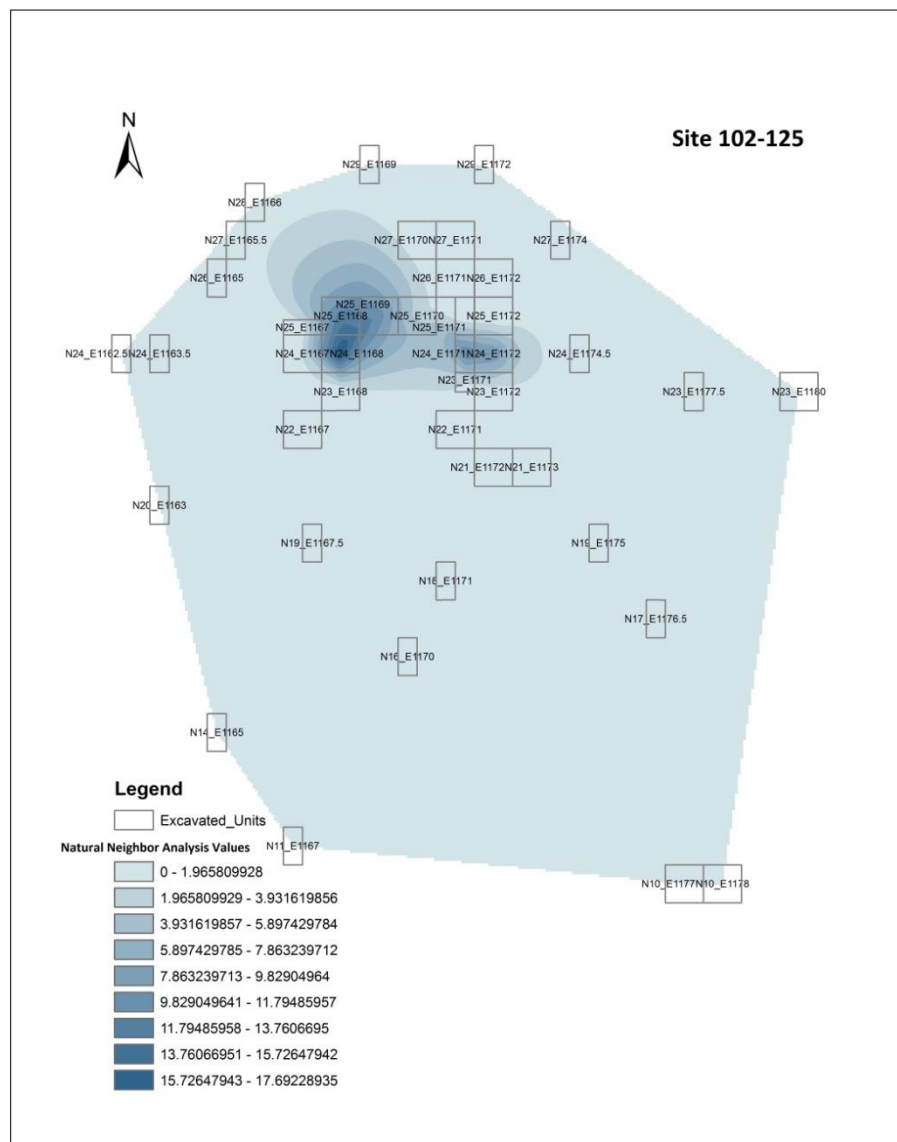 N
Site 102-125
N29_E1169
N29_E1172
N28_E1166
N27_E1165.5
N27_E1170
N27_E1171
N27_E1174
N26_E1165
N26_E1171
N26_E1172
N25_E1169
N25_E1168
N25_E1170
N25_E1172
N25_E1167
N25_E1171
N24_E1162.5
N24_E1163.5
N24_E1167
N24_E1168
N24_E1171
N24_E1172
N24_E1174.5
N23_E1171
N23_E1168
N23_E1172
N23_E1177.5
N23_E1180
N22_E1167
N22_E1171
N21_E1172
N21_E1173
N20_E1163
N19_E1167.5
N19_E1175
N18_E1171
N17_E1176.5
N16_E1170
N14_E1165
N11_E1167
N10_E1177
N10_E1178
Legend
Excavated_Units
Natural Neighbor Analysis Values
0 - 1.965809928
1.965809929 - 3.931619856
3.931619857 - 5.897429784
5.897429785 - 7.863239712
7.863239713 - 9.82904964
9.829049641 - 11.79485957
11.79485958 - 13.7606695
13.76066951 - 15.72647942
15.72647943 - 17.69228935